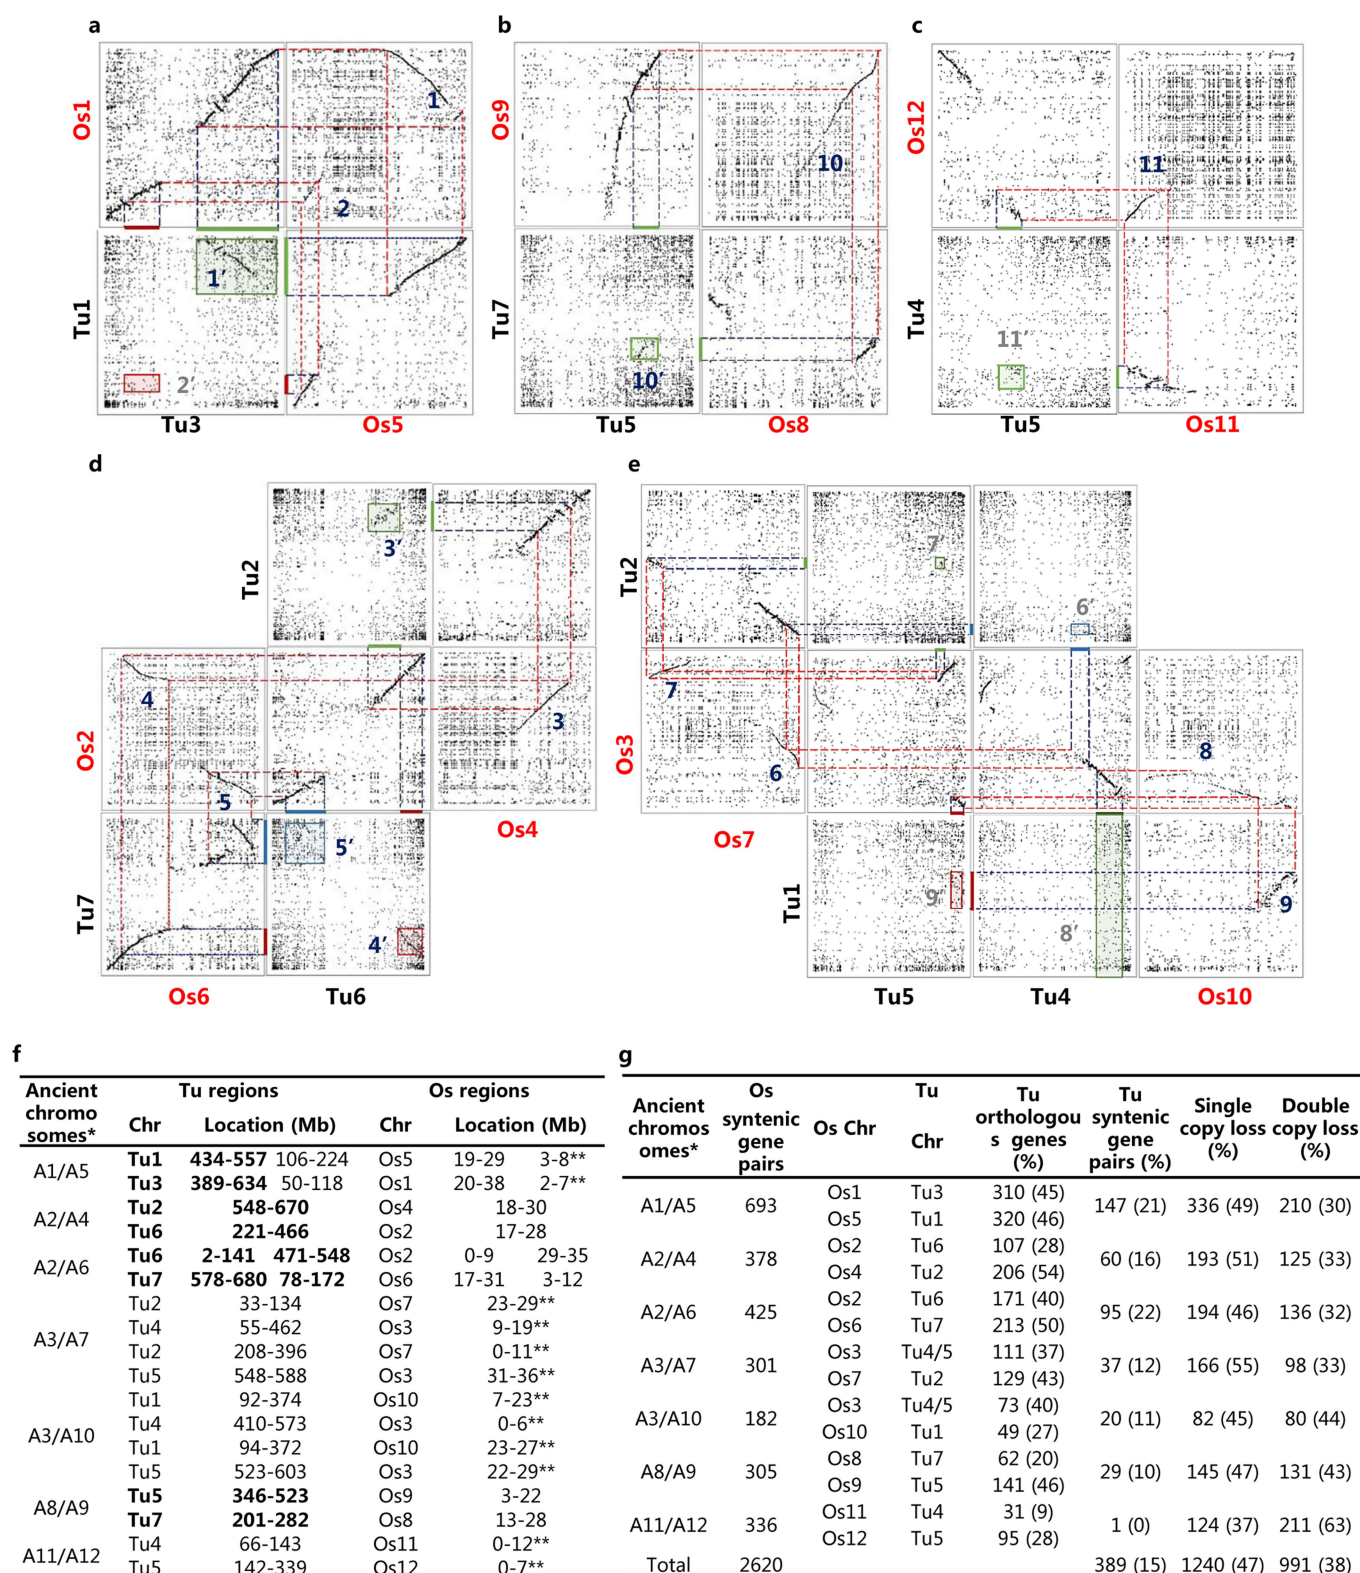 a
b
c
Os1
1
2
Tu1
1′
2′
Tu3
Os5
Os9
10
Tu7
10′
Tu5
Os8
Os12
11
Tu4
11′
Tu5
Os11
d
e
Tu2
3′
Os2
4
3
5
Os4
Tu7
5′
4′
Os6
Tu6
Tu2
7′
6′
Os3
7
6
8
Os7
Tu1
9′
8′
9
Tu5
Tu4
Os10
f
Ancient chromo somes*
Tu regions
Os regions
Chr
Location (Mb)
Chr
Location (Mb)
A1/A5
Tu1 434-557 106-224 Os5 19-29 3-8**
Tu3 389-634 50-118 Os1 20-38 2-7**
A2/A4
Tu2 548-670 Os4 18-30
Tu6 221-466 Os2 17-28
A2/A6
Tu6 2-141 471-548 Os2 0-9 29-35
Tu7 578-680 78-172 Os6 17-31 3-12
A3/A7
Tu2 33-134 Os7 23-29**
Tu4 55-462 Os3 9-19**
Tu2 208-396 Os7 0-11**
Tu5 548-588 Os3 31-36**
A3/A10
Tu1 92-374 Os10 7-23**
Tu4 410-573 Os3 0-6**
Tu1 94-372 Os10 23-27**
Tu5 523-603 Os3 22-29**
A8/A9
Tu5 346-523 Os9 3-22
Tu7 201-282 Os8 13-28
A11/A12
Tu4 66-143 Os11 0-12**
Tu5 142-339 Os12 0-7**
g
Ancient chromos omes*
Os syntenic gene pairs
Os Chr
Tu
Chr
Tu orthologou s genes (%)
Tu syntenic gene pairs (%)
Single copy loss (%)
Double copy loss (%)
A1/A5 693 147 (21) 336 (49) 210 (30)
Os1 Tu3 310 (45)
Os5 Tu1 320 (46)
A2/A4 378 60 (16) 193 (51) 125 (33)
Os2 Tu6 107 (28)
Os4 Tu2 206 (54)
A2/A6 425 95 (22) 194 (46) 136 (32)
Os2 Tu6 171 (40)
Os6 Tu7 213 (50)
A3/A7 301 37 (12) 166 (55) 98 (33)
Os3 Tu4/5 111 (37)
Os7 Tu2 129 (43)
A3/A10 182 20 (11) 82 (45) 80 (44)
Os3 Tu4/5 73 (40)
Os10 Tu1 49 (27)
A8/A9 305 29 (10) 145 (47) 131 (43)
Os8 Tu7 62 (20)
Os9 Tu5 141 (46)
A11/A12 336 1 (0) 124 (37) 211 (63)
Os11 Tu4 31 (9)
Os12 Tu5 95 (28)
Total 2620 389 (15) 1240 (47) 991 (38)